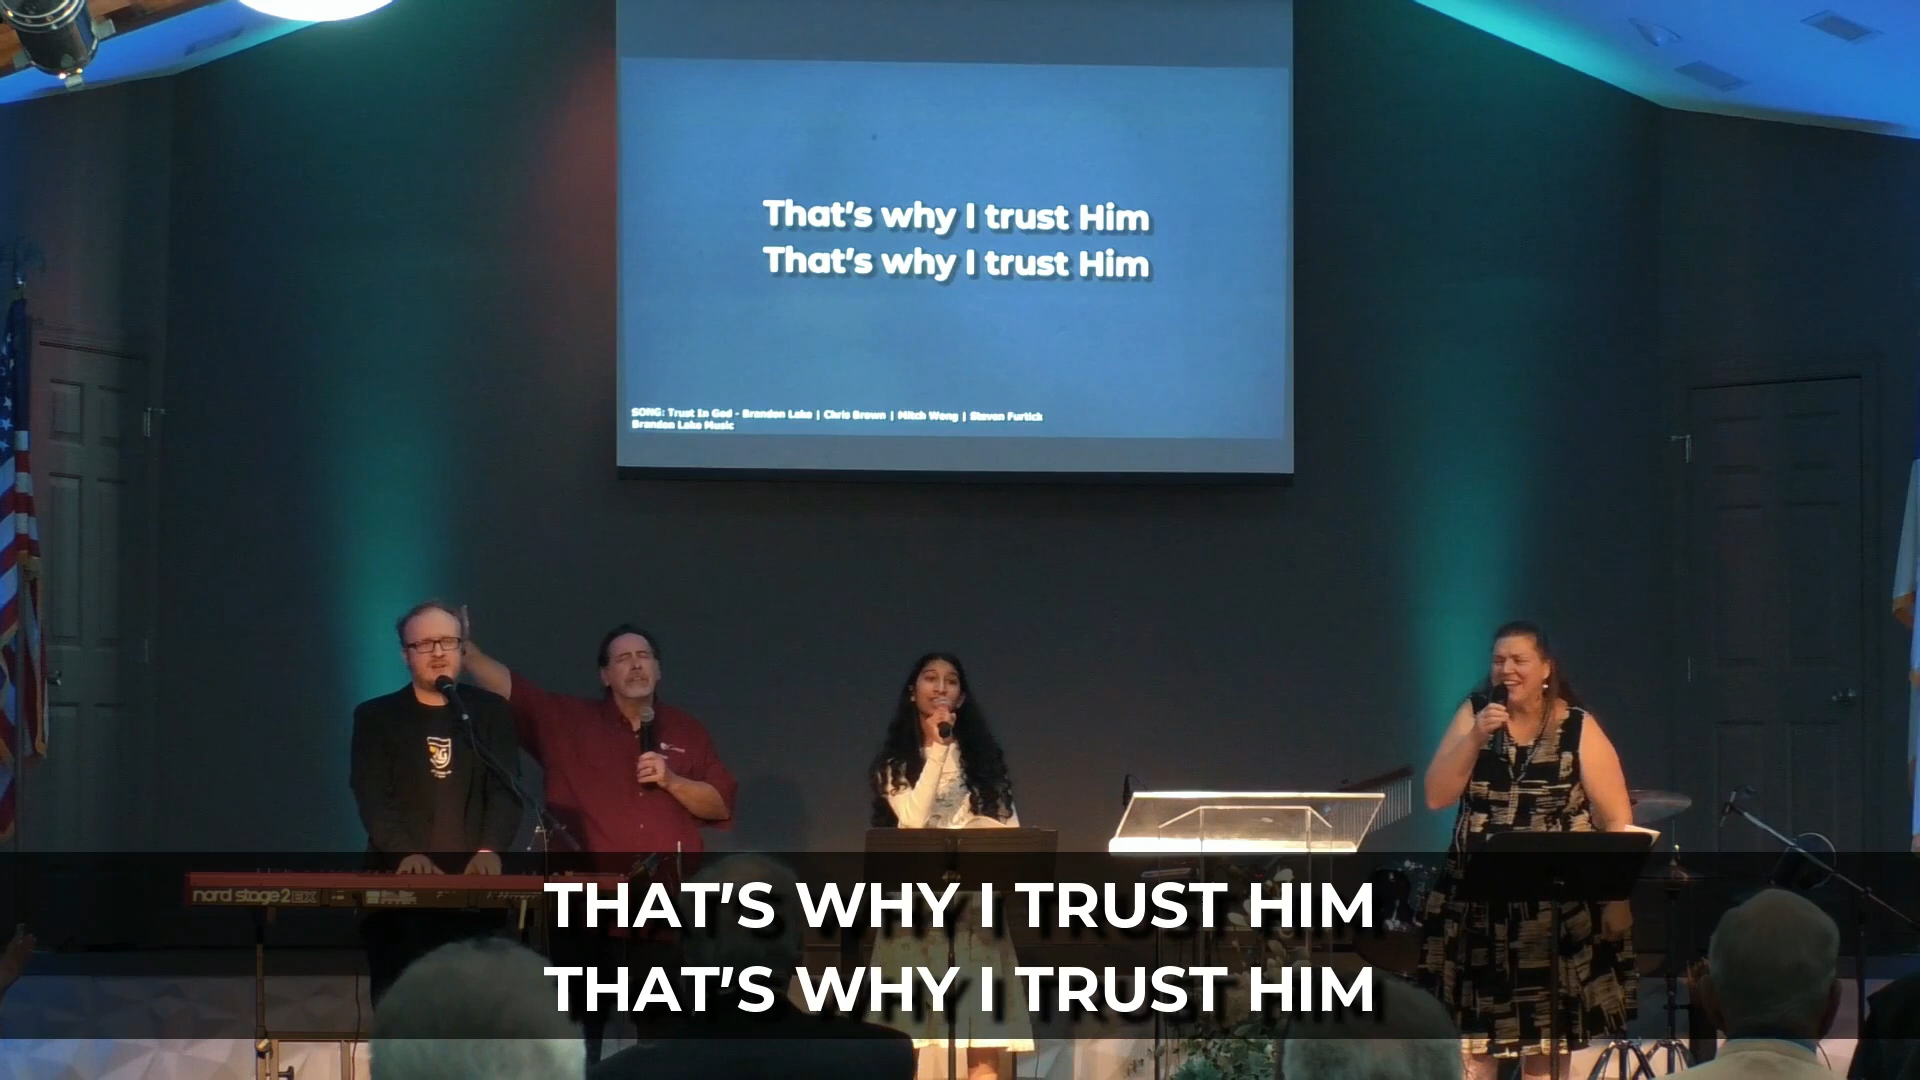 That's why I trust Him
That's why I trust Him
SONG: Trust In God - Brandon Lake | Chris Brown | Mitch Wong | Steven Furtick
Brandon Lake Music
nord stage 2 EX
THAT'S WHY I TRUST HIM
THAT'S WHY I TRUST HIM